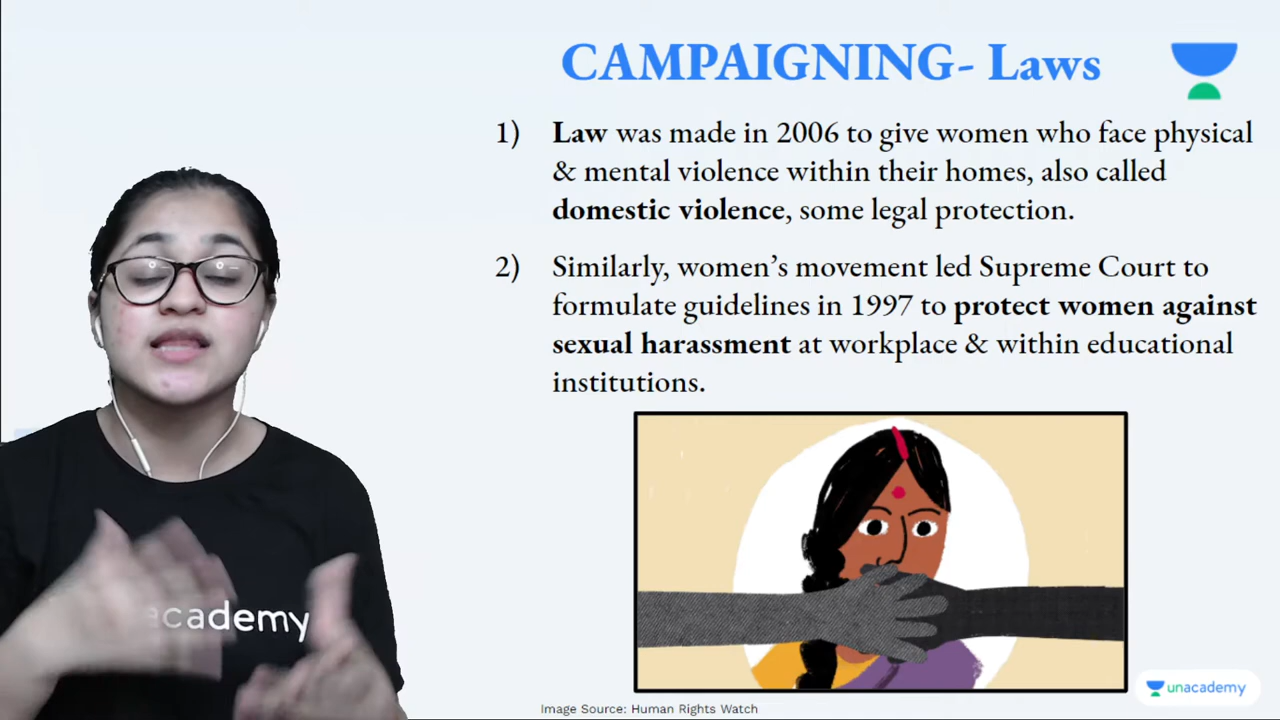 CAMPAIGNING- Laws
1) Law was made in 2006 to give women who face physical
& mental violence within their homes, also called
domestic violence, some legal protection.
2) Similarly, women’s movement led Supreme Court to
formulate guidelines in 1997 to protect women against
sexual harassment at workplace & within educational
institutions.
academy
unacademy
Image Source: Human Rights Watch